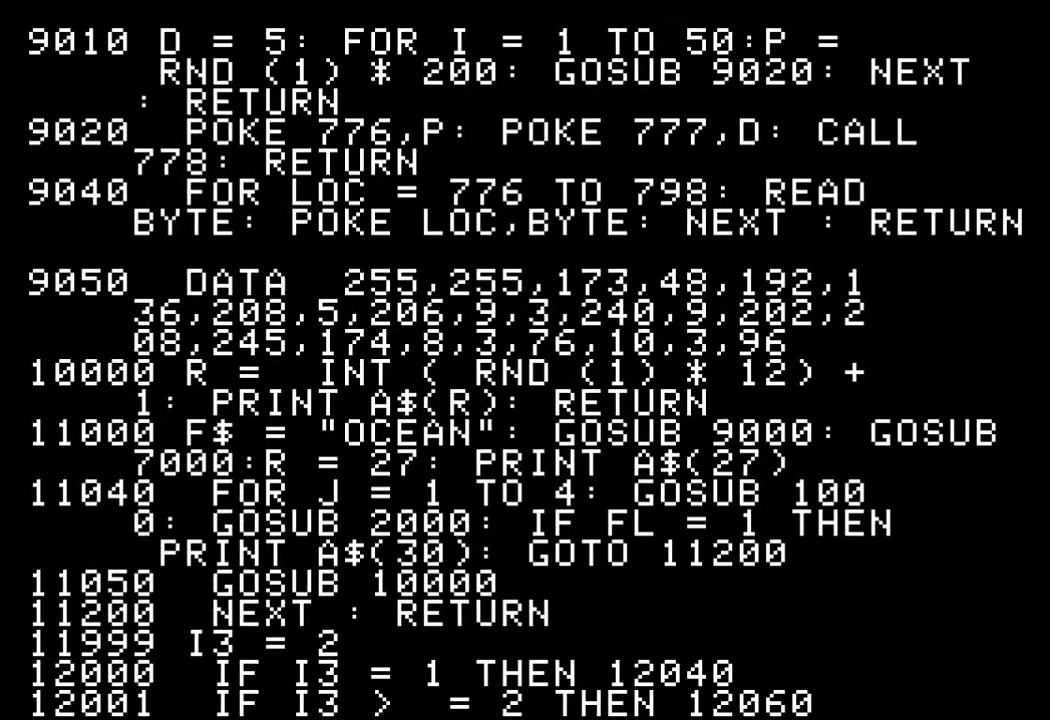 9010 D = 5: FOR I = 1 TO 50:P =
RND (1) * 200: GOSUB 9020: NEXT
: RETURN
9020 POKE 776,P: POKE 777,D: CALL
778: RETURN
9040 FOR LOC = 776 TO 798: READ
BYTE: POKE LOC,BYTE: NEXT : RETURN
9050 DATA 255,255,173,48,192,1
36,208,5,206,9,3,240,9,202,2
08,245,174,8,3,76,10,3,96
10000 R = INT ( RND (1) * 12) +
1: PRINT A$(R): RETURN
11000 F$ = "OCEAN": GOSUB 9000: GOSUB
7000:R = 27: PRINT A$(27)
11040 FOR J = 1 TO 4: GOSUB 100
0: GOSUB 2000: IF FL = 1 THEN
PRINT A$(30): GOTO 11200
11050 GOSUB 10000
11200 NEXT : RETURN
11999 I3 = 2
12000 IF I3 = 1 THEN 12040
12001 IF I3 > = 2 THEN 12060